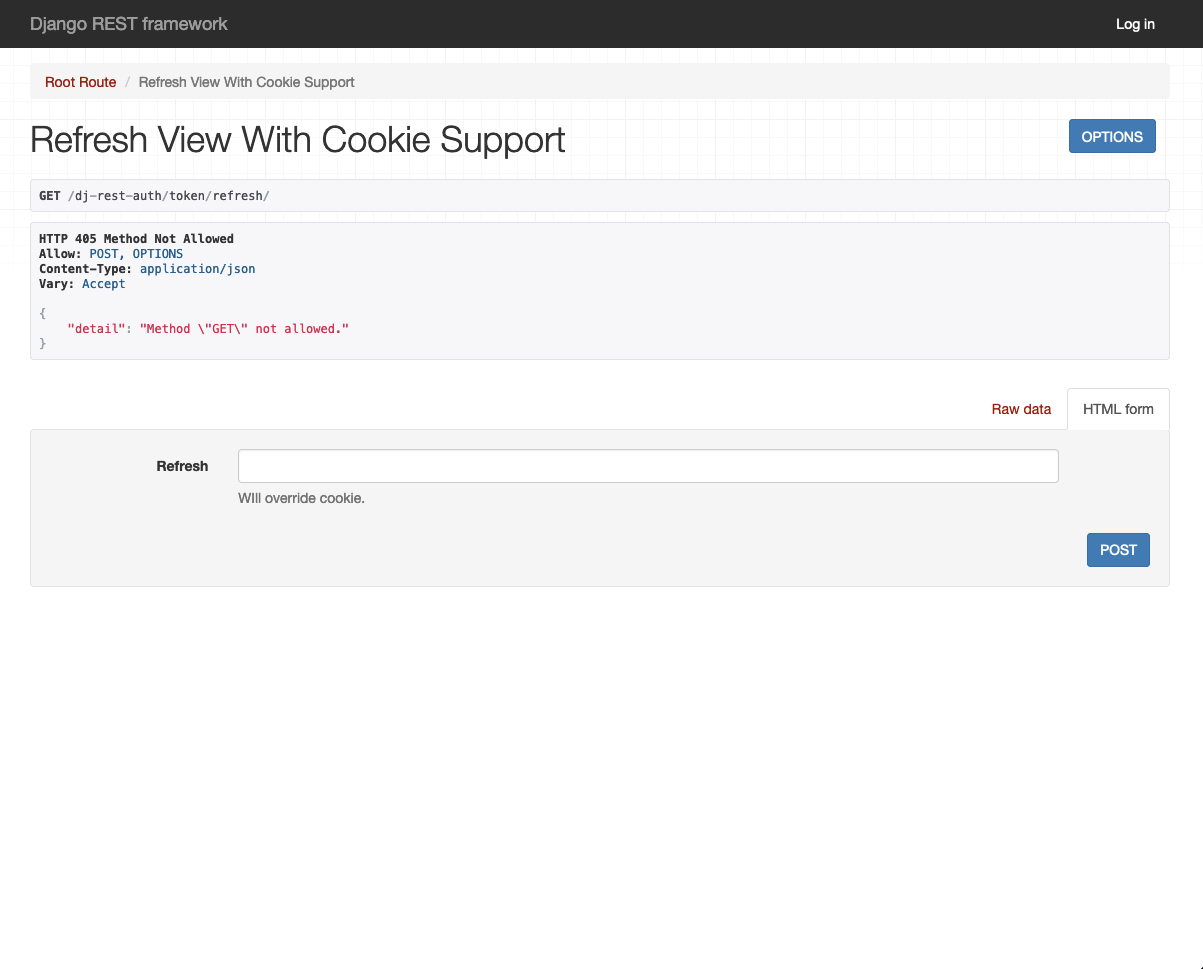 Django REST framework
Log in
Root Route / Refresh View With Cookie Support
Refresh View With Cookie Support
OPTIONS
GET /dj-rest-auth/token/refresh/
HTTP 405 Method Not Allowed
Allow: POST, OPTIONS
Content-Type: application/json
Vary: Accept
{
"detail": "Method \"GET\" not allowed."
}
Raw data
HTML form
Refresh
WIll override cookie.
POST